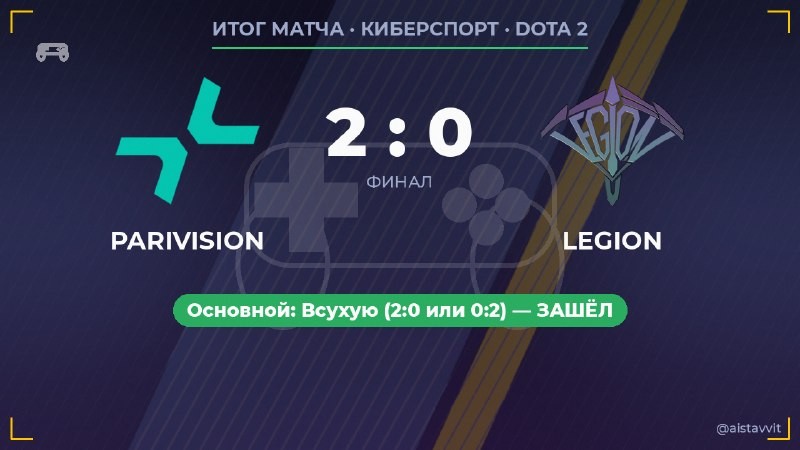 ИТОГ МАТЧА · КИБЕРСПОРТ · DOTA 2
2 : 0
ФИНАЛ
LEGION
PARIVISION
LEGION
Основной: Всухую (2:0 или 0:2) — ЗАШЁЛ
@aistavvit